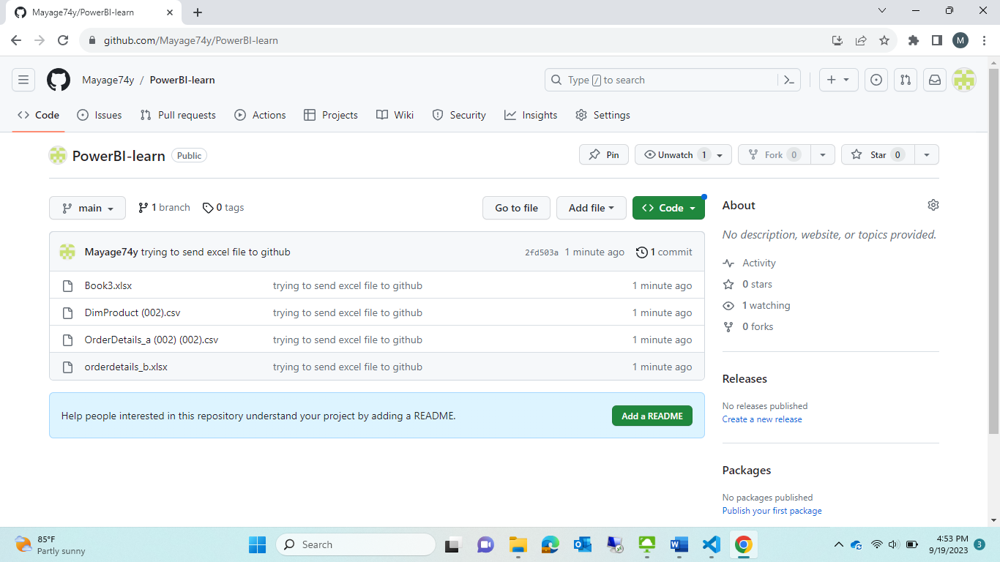 Mayage74y/PowerBI-learn
github.com/Mayage74y/PowerBI-learn
M
Mayage74y / PowerBI-learn
Type / to search
Code Issues Pull requests Actions Projects Wiki Security Insights Settings
PowerBI-learn Public
Pin Unwatch 1 Fork 0 Star 0
main 1 branch 0 tags Go to file Add file Code
Mayage74y trying to send excel file to github 2fd503a 1 minute ago 1 commit
Book3.xlsx trying to send excel file to github 1 minute ago
DimProduct (002).csv trying to send excel file to github 1 minute ago
OrderDetails_a (002) (002).csv trying to send excel file to github 1 minute ago
orderdetails_b.xlsx trying to send excel file to github 1 minute ago
Help people interested in this repository understand your project by adding a README. Add a README
About
No description, website, or topics provided.
Activity
0 stars
1 watching
0 forks
Releases
No releases published
Create a new release
Packages
No packages published
Publish your first package
85°F
Partly sunny
Search
4:53 PM
9/19/2023
3